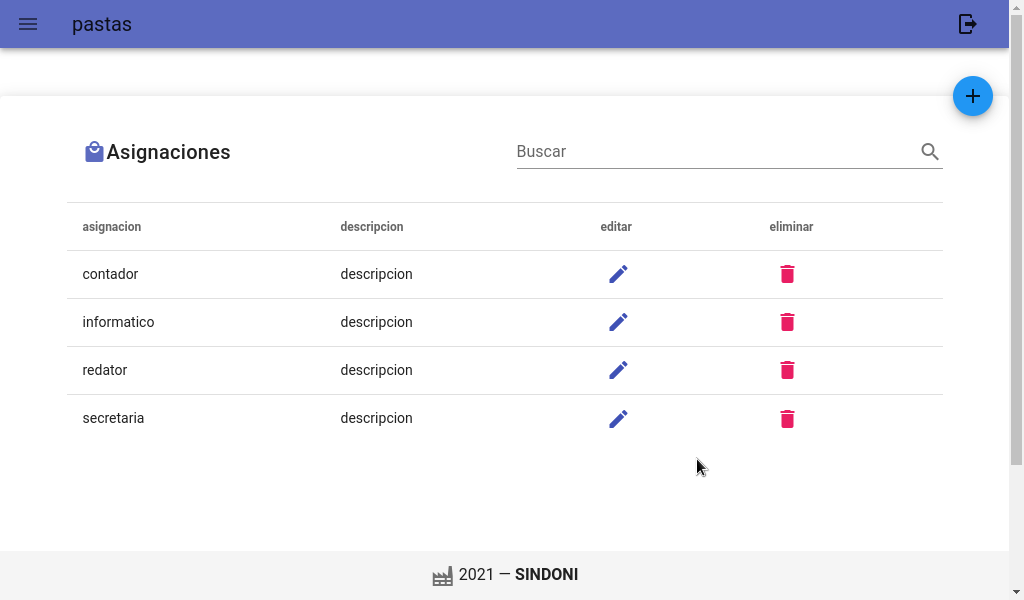 pastas
Asignaciones
Buscar
asignacion descripcion editar eliminar
contador descripcion
informatico descripcion
redator descripcion
secretaria descripcion
2021 — SINDONI